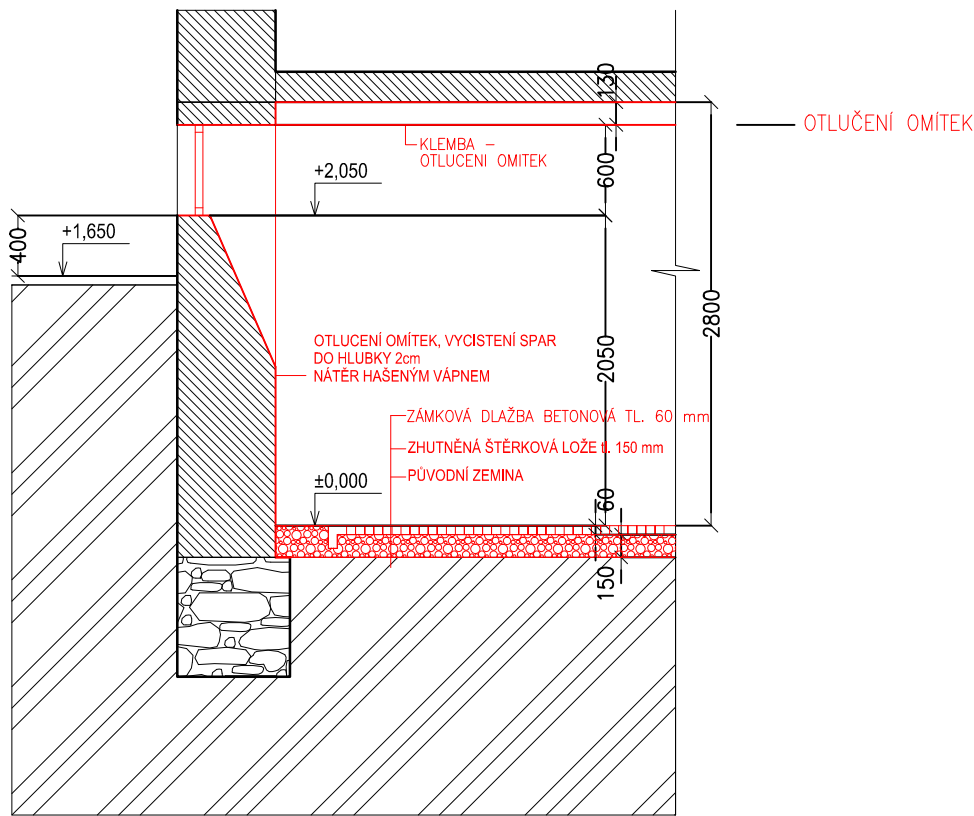 130
OTLUČENÍ OMÍTEK
KLEMBA –
OTLUCENI OMITEK
600
+2,050
400
+1,650
2800
OTLUCENÍ OMÍTEK, VYCISTENÍ SPAR
DO HLUBKY 2cm
NÁTĚR HAŠENÝM VÁPNEM
2050
ZÁMKOVÁ DLAŽBA BETONOVÁ TL. 60 mm
ZHUTNĚNÁ ŠTĚRKOVÁ LOŽE tl. 150 mm
PŮVODNÍ ZEMINA
±0,000
60
150